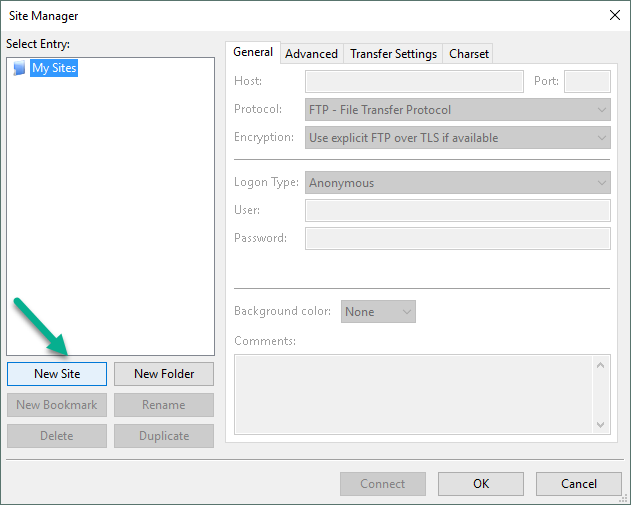 Site Manager
Select Entry:
My Sites
New Site
New Folder
New Bookmark
Rename
Delete
Duplicate
General
Advanced
Transfer Settings
Charset
Host:
Port:
Protocol:
FTP - File Transfer Protocol
Encryption:
Use explicit FTP over TLS if available
Logon Type:
Anonymous
User:
Password:
Background color:
None
Comments:
Connect
OK
Cancel